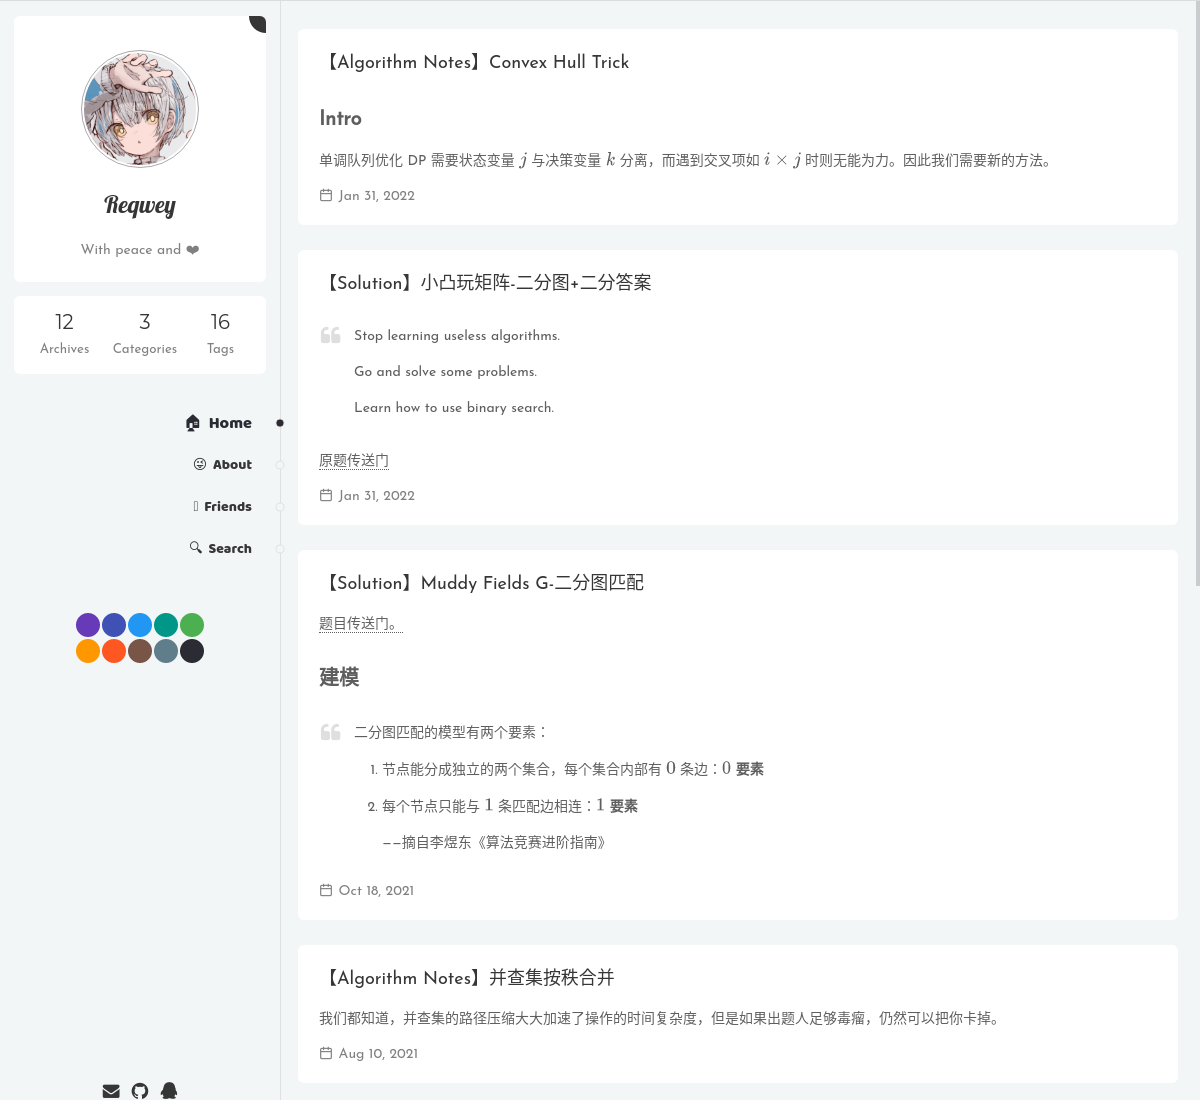 Reqwey
With peace and ❤
12 3 16
Archives Categories Tags
🏠 Home
😜 About
Friends
🔍 Search
【Algorithm Notes】Convex Hull Trick
Intro
单调队列优化 DP 需要状态变量 j 与决策变量 k 分离，而遇到交叉项如 i × j 时则无能为力。因此我们需要新的方法。
Jan 31, 2022
【Solution】小凸玩矩阵-二分图+二分答案
Stop learning useless algorithms.
Go and solve some problems.
Learn how to use binary search.
原题传送门
Jan 31, 2022
【Solution】Muddy Fields G-二分图匹配
题目传送门。
建模
二分图匹配的模型有两个要素：
1. 节点能分成独立的两个集合，每个集合内部有 0 条边：0 要素
2. 每个节点只能与 1 条匹配边相连：1 要素
——摘自李煜东《算法竞赛进阶指南》
Oct 18, 2021
【Algorithm Notes】并查集按秩合并
我们都知道，并查集的路径压缩大大加速了操作的时间复杂度，但是如果出题人足够毒瘤，仍然可以把你卡掉。
Aug 10, 2021